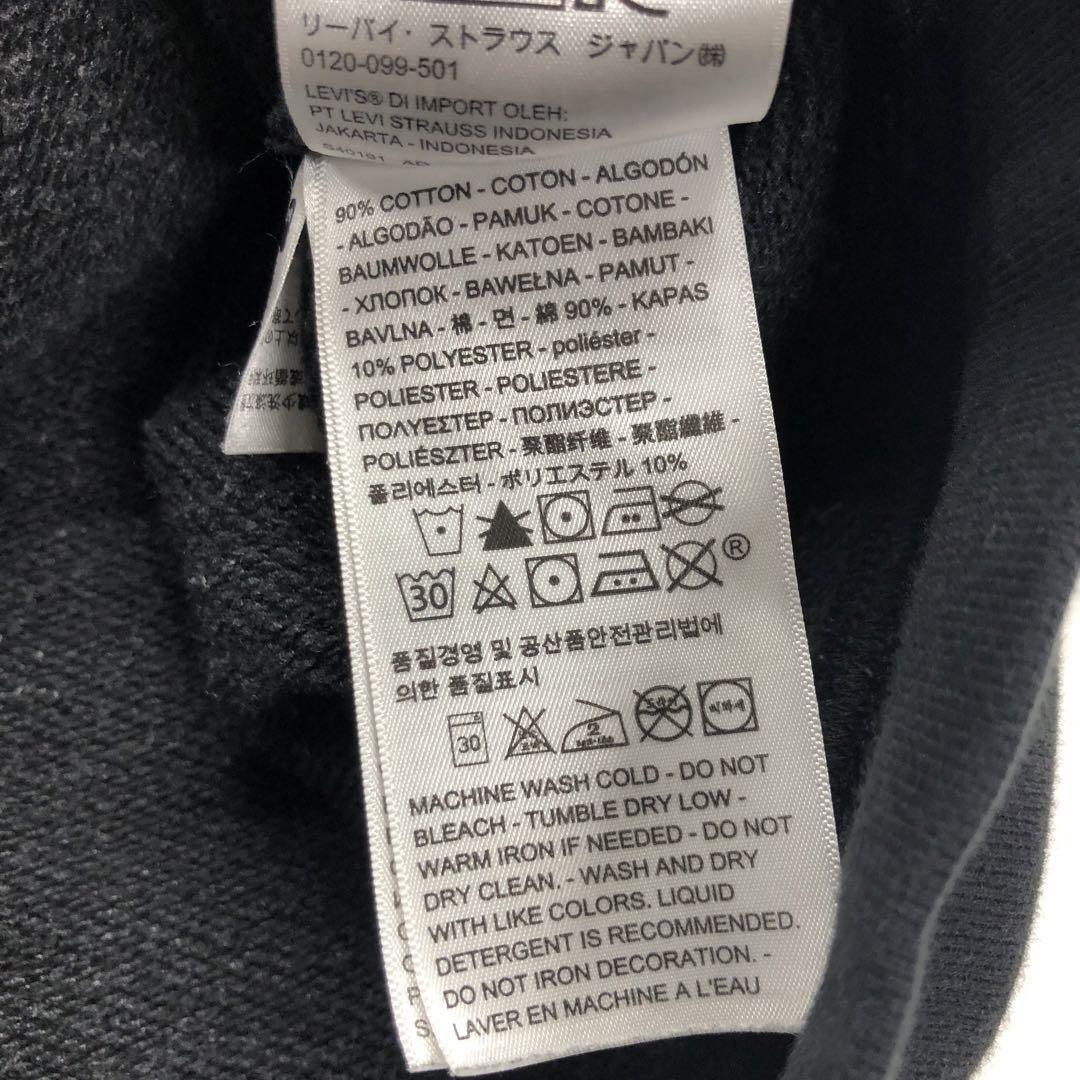 リーバイ・ストラウス ジャパン㈱
0120-099-501
LEVI'S® DI IMPORT OLEH:
PT LEVI STRAUSS INDONESIA
JAKARTA - INDONESIA
90% COTTON - COTON - ALGODÓN
- ALGODÃO - PAMUK - COTONE -
BAUMWOLLE - KATOEN - BAMBAKI
- ХЛОПОК - BAWEŁNA - PAMUT -
BAVLNA - 棉 - 면 - 綿 90% - KAPAS
10% POLYESTER - poliéster -
POLIESTER - POLIESTERE -
ΠΟΛΥΕΣΤΕΡ - ПОЛИЭСТЕР -
POLIÉSZTER - 聚酯纤维 - 聚酯纖維 -
폴리에스터 - ポリエステル 10%
30
®
품질경영 및 공산품안전관리법에
의한 품질표시
30
2
MACHINE WASH COLD - DO NOT
BLEACH - TUMBLE DRY LOW -
WARM IRON IF NEEDED - DO NOT
DRY CLEAN. - WASH AND DRY
WITH LIKE COLORS. LIQUID
DETERGENT IS RECOMMENDED.
DO NOT IRON DECORATION. -
LAVER EN MACHINE A L'EAU